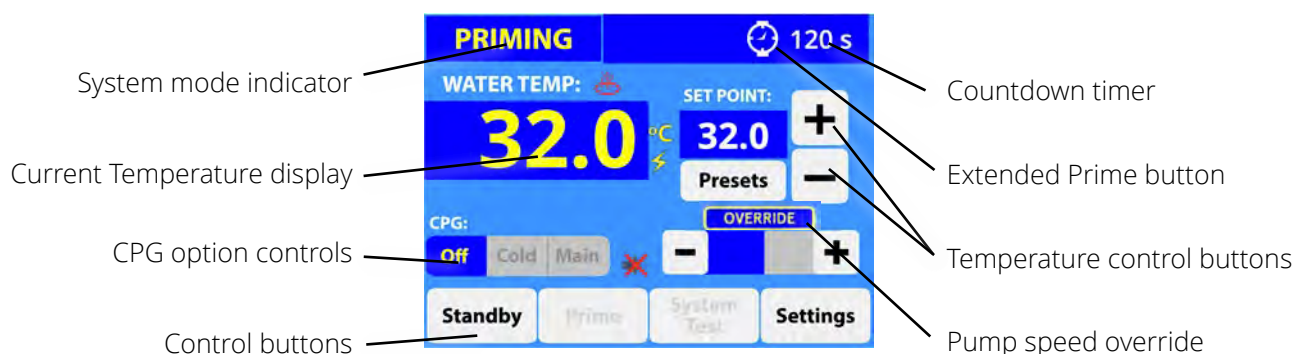 PRIMING
120 s
System mode indicator
WATER TEMP:
SET POINT:
Countdown timer
+
32.0
°C
32.0
Current Temperature display
Presets
−
Extended Prime button
OVERRIDE
CPG:
CPG option controls
Off Cold Main
- +
Temperature control buttons
Standby Prime System Test Settings
Control buttons
Pump speed override